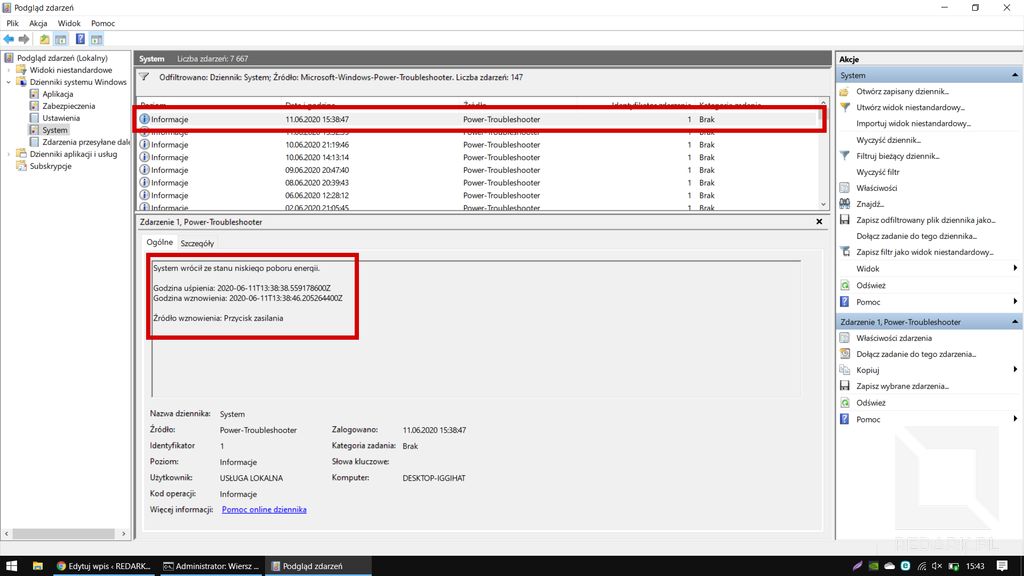 Podgląd zdarzeń
Plik Akcja Widok Pomoc
Podgląd zdarzeń (Lokalny)
Widoki niestandardowe
Dzienniki systemu Windows
Aplikacja
Zabezpieczenia
Ustawienia
System
Zdarzenia przesyłane dal
Dzienniki aplikacji i usług
Subskrypcje
System Liczba zdarzeń: 7 667
Odfiltrowano: Dziennik: System; Źródło: Microsoft-Windows-Power-Troubleshooter. Liczba zdarzeń: 147
Poziom Data i godzina Źródło Identyfikator zdarzenia Kategoria zadania
Informacje 11.06.2020 15:38:47 Power-Troubleshooter 1 Brak
Informacje 11.06.2020 Power-Troubleshooter 1 Brak
Informacje 10.06.2020 21:19:46 Power-Troubleshooter 1 Brak
Informacje 10.06.2020 14:13:14 Power-Troubleshooter 1 Brak
Informacje 09.06.2020 20:47:40 Power-Troubleshooter 1 Brak
Informacje 08.06.2020 20:39:43 Power-Troubleshooter 1 Brak
Informacje 06.06.2020 12:28:12 Power-Troubleshooter 1 Brak
Informacje 02.06.2020 21:05:45 Power-Troubleshooter 1 Brak
Zdarzenie 1, Power-Troubleshooter
Ogólne Szczegóły
System wrócił ze stanu niskiego poboru energii.
Godzina uśpienia: 2020-06-11T13:38:38.559178600Z
Godzina wznowienia: 2020-06-11T13:38:46.205264400Z
Źródło wznowienia: Przycisk zasilania
Nazwa dziennika: System
Źródło: Power-Troubleshooter Zalogowano: 11.06.2020 15:38:47
Identyfikator 1 Kategoria zadania: Brak
Poziom: Informacje Słowa kluczowe:
Użytkownik: USŁUGA LOKALNA Komputer: DESKTOP-IGGIHAT
Kod operacji: Informacje
Więcej informacji: Pomoc online dziennika
Akcje
System
Otwórz zapisany dziennik...
Utwórz widok niestandardowy...
Importuj widok niestandardowy...
Wyczyść dziennik...
Filtruj bieżący dziennik...
Wyczyść filtr
Właściwości
Znajdź...
Zapisz odfiltrowany plik dziennika jako...
Dołącz zadanie do tego dziennika...
Zapisz filtr jako widok niestandardowy...
Widok
Odśwież
Pomoc
Zdarzenie 1, Power-Troubleshooter
Właściwości zdarzenia
Dołącz zadanie do tego zdarzenia...
Kopiuj
Zapisz wybrane zdarzenia...
Odśwież
Pomoc
REDARK.PL
Edytuj wpis ‹ REDARK... Administrator: Wiersz ... Podgląd zdarzeń 15:43